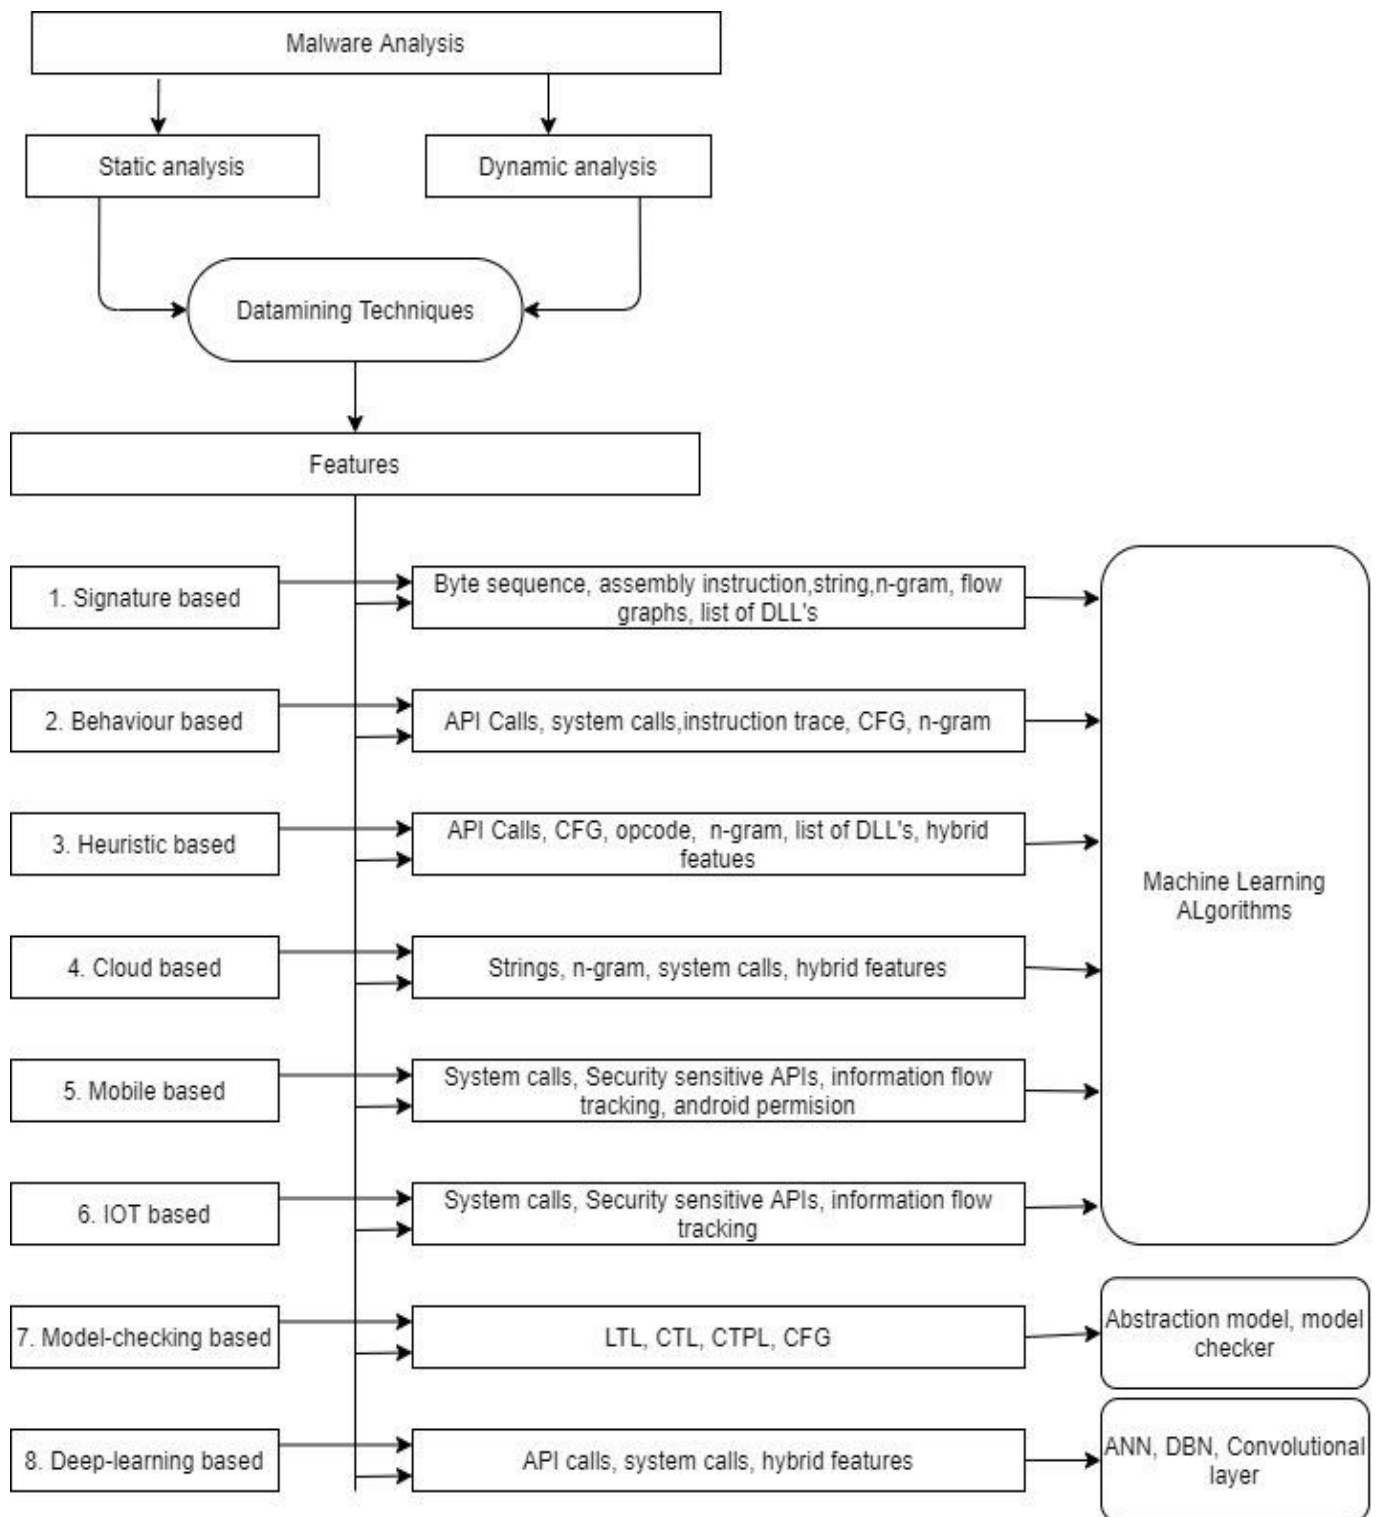 Malware Analysis
Static analysis
Dynamic analysis
Datamining Techniques
Features
1. Signature based
Byte sequence, assembly instruction,string,n-gram, flow
graphs, list of DLL's
2. Behaviour based
API Calls, system calls,instruction trace, CFG, n-gram
3. Heuristic based
API Calls, CFG, opcode, n-gram, list of DLL's, hybrid
featues
Machine Learning
ALgorithms
4. Cloud based
Strings, n-gram, system calls, hybrid features
5. Mobile based
System calls, Security sensitive APIs, information flow
tracking, android permision
6. IOT based
System calls, Security sensitive APIs, information flow
tracking
7. Model-checking based
LTL, CTL, CTPL, CFG
Abstraction model, model
checker
8. Deep-learning based
API calls, system calls, hybrid features
ANN, DBN, Convolutional
layer